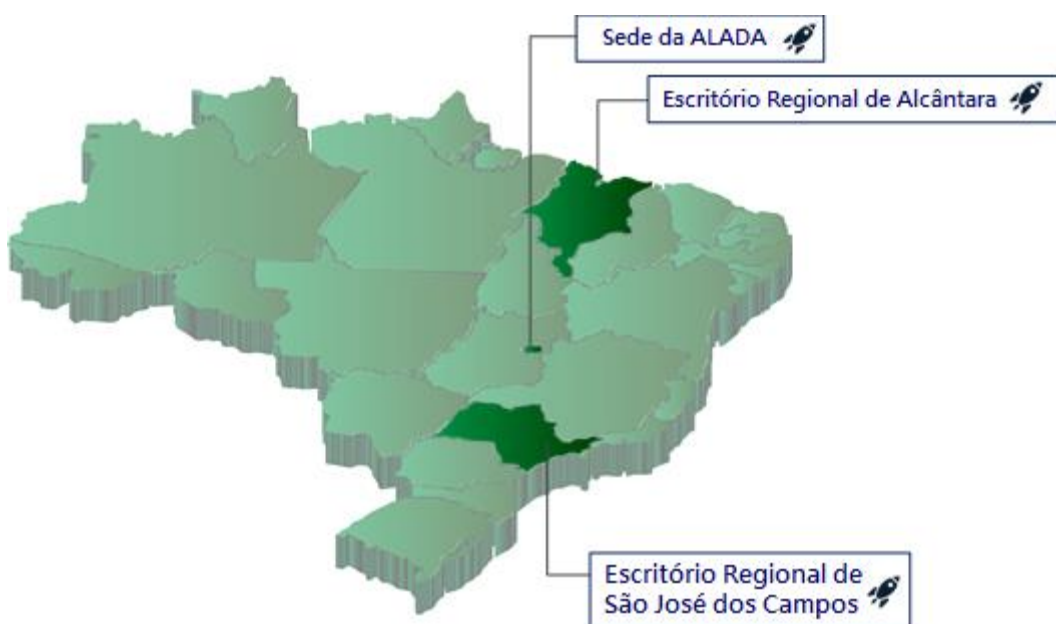 Sede da ALADA
Escritório Regional de Alcântara
Escritório Regional de
São José dos Campos